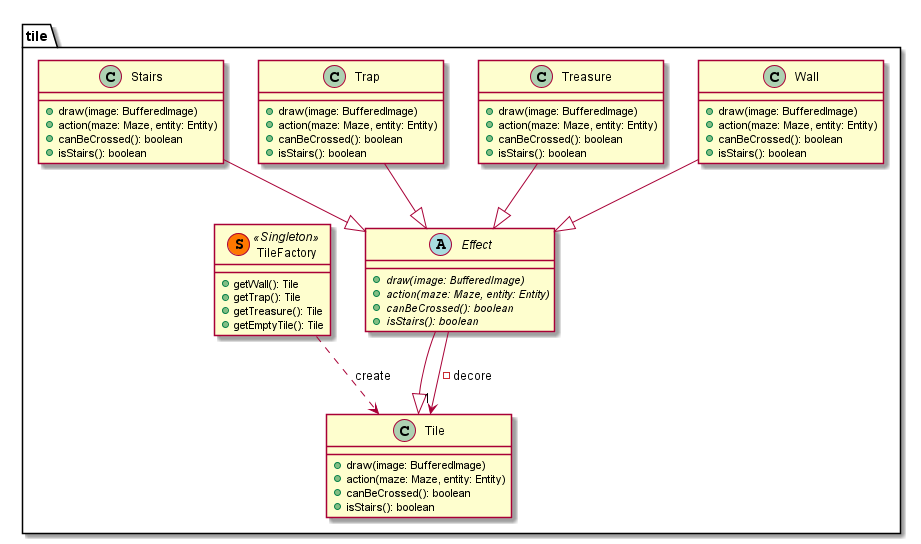 tile
C Stairs
draw(image: BufferedImage)
action(maze: Maze, entity: Entity)
canBeCrossed(): boolean
isStairs(): boolean
C Trap
draw(image: BufferedImage)
action(maze: Maze, entity: Entity)
canBeCrossed(): boolean
isStairs(): boolean
C Treasure
draw(image: BufferedImage)
action(maze: Maze, entity: Entity)
canBeCrossed(): boolean
isStairs(): boolean
C Wall
draw(image: BufferedImage)
action(maze: Maze, entity: Entity)
canBeCrossed(): boolean
isStairs(): boolean
S «Singleton»
TileFactory
getWall(): Tile
getTrap(): Tile
getTreasure(): Tile
getEmptyTile(): Tile
A Effect
draw(image: BufferedImage)
action(maze: Maze, entity: Entity)
canBeCrossed(): boolean
isStairs(): boolean
create
decore
1
C Tile
draw(image: BufferedImage)
action(maze: Maze, entity: Entity)
canBeCrossed(): boolean
isStairs(): boolean